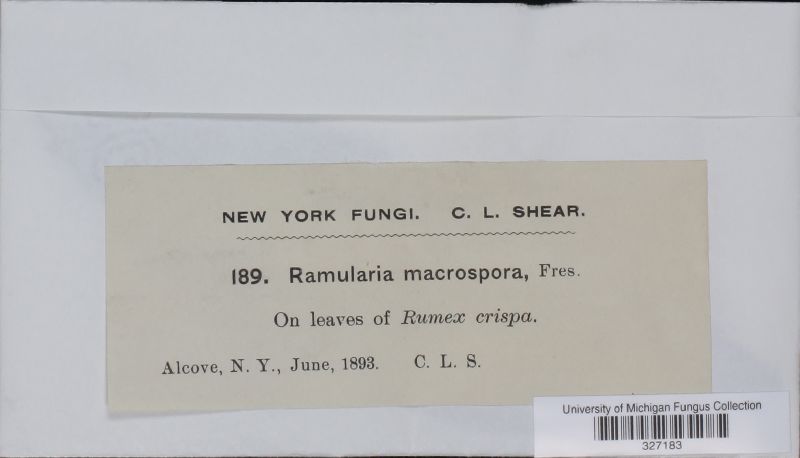 NEW YORK FUNGI. C. L. SHEAR.
189. Ramularia macrospora, Fres.
On leaves of Rumex crispa.
Alcove, N. Y., June, 1893. C. L. S.
University of Michigan Fungus Collection
327183